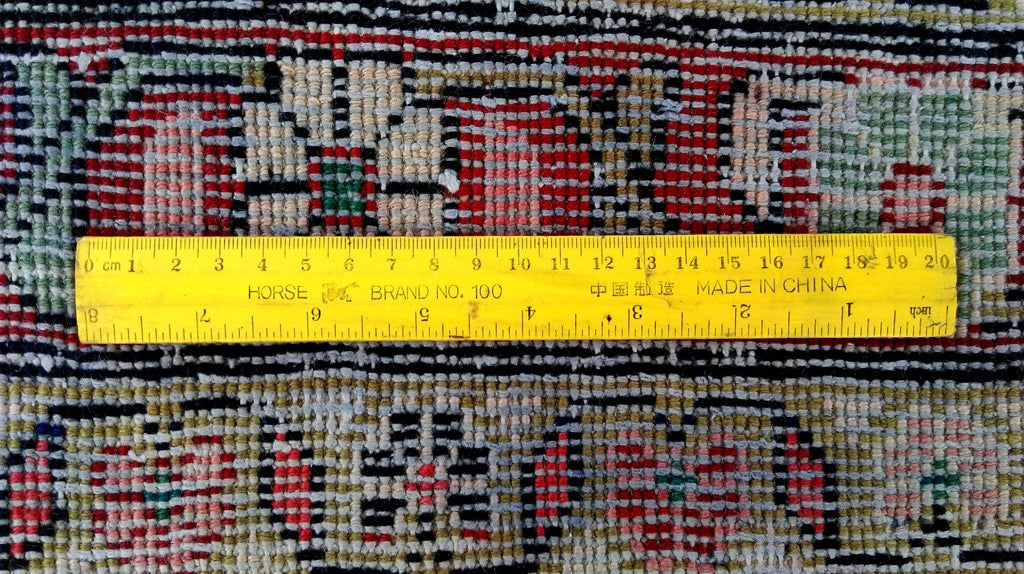 0 cm 1 2 3 4 5 6 7 8 9 10 11 12 13 14 15 16 17 18 19 20
HORSE BRAND NO. 100 中国制造 MADE IN CHINA
8 7 6 5 4 3 2 1 inch